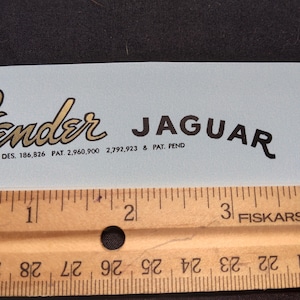 Fender JAGUAR
DES. 186,826 PAT. 2,960,900 2,792,923 & PAT. PEND
1 2 3 FISKARS
28 27 26 25 24 23 22 21